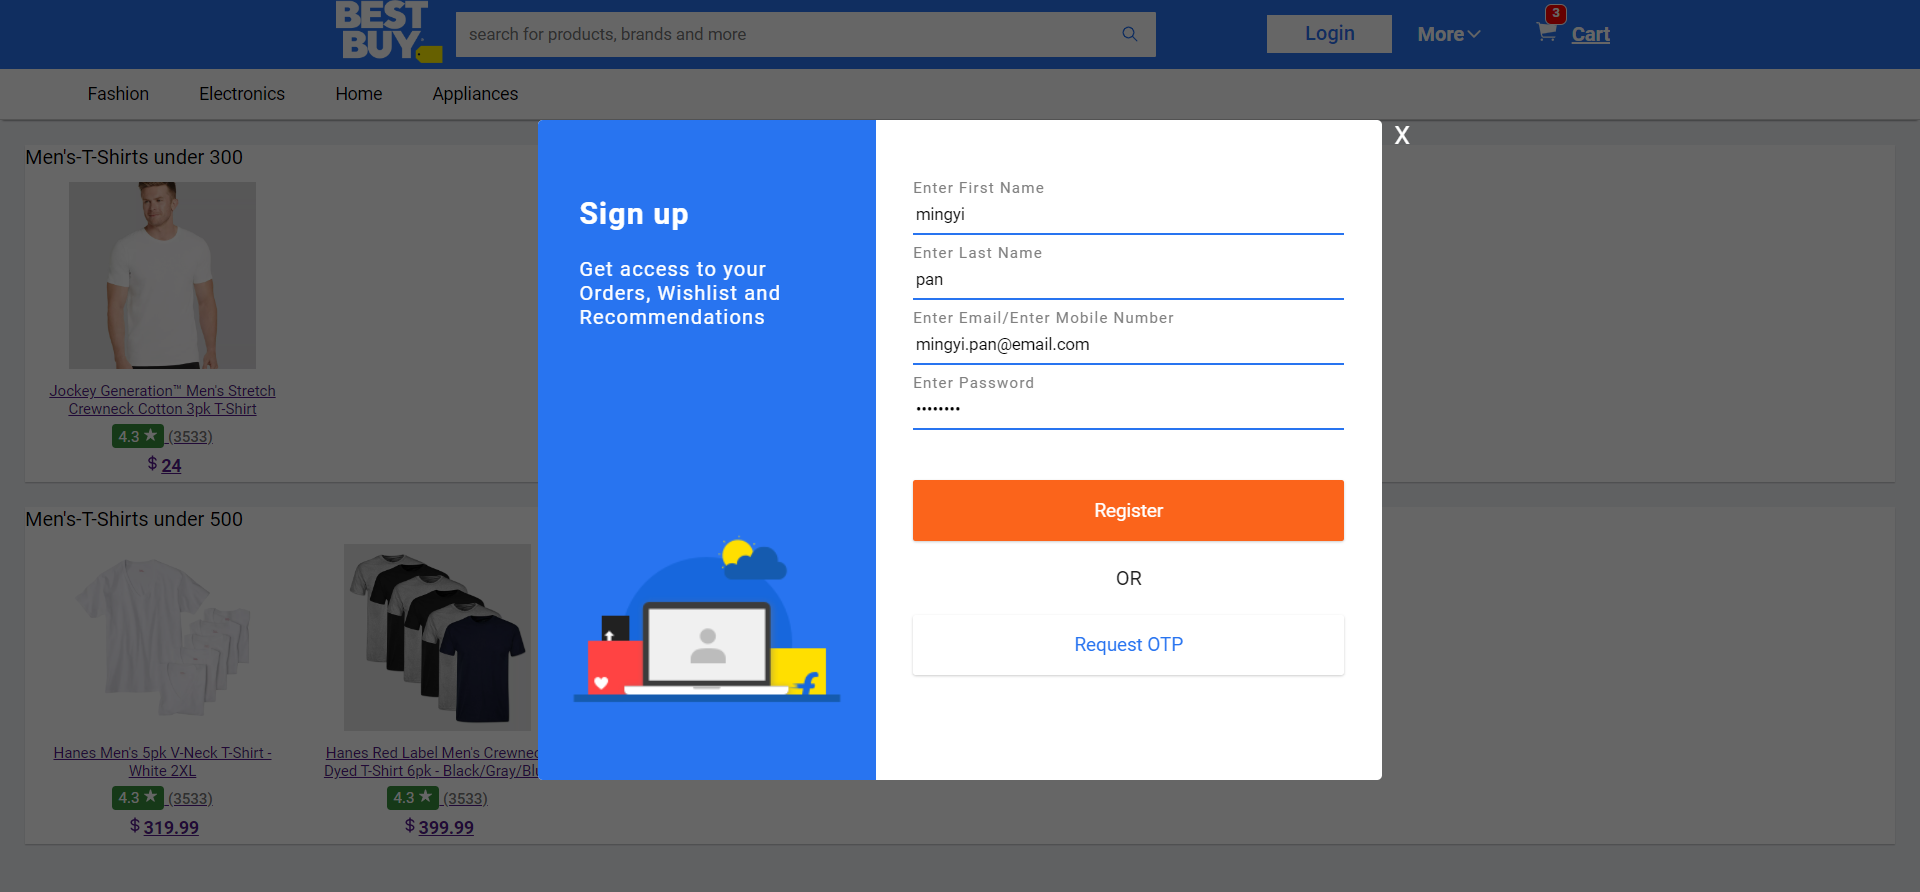 BEST
BUY
search for products, brands and more
Login
More
3
Cart
Fashion
Electronics
Home
Appliances
X
Men's-T-Shirts under 300
Jockey Generation™ Men's Stretch
Crewneck Cotton 3pk T-Shirt
4.3 ★ (3533)
$ 24
Men's-T-Shirts under 500
Hanes Men's 5pk V-Neck T-Shirt -
White 2XL
4.3 ★ (3533)
$ 319.99
Hanes Red Label Men's Crewnec
Dyed T-Shirt 6pk - Black/Gray/Blu
4.3 ★ (3533)
$ 399.99
Sign up
Get access to your
Orders, Wishlist and
Recommendations
Enter First Name
mingyi
Enter Last Name
pan
Enter Email/Enter Mobile Number
mingyi.pan@email.com
Enter Password
••••••••
Register
OR
Request OTP